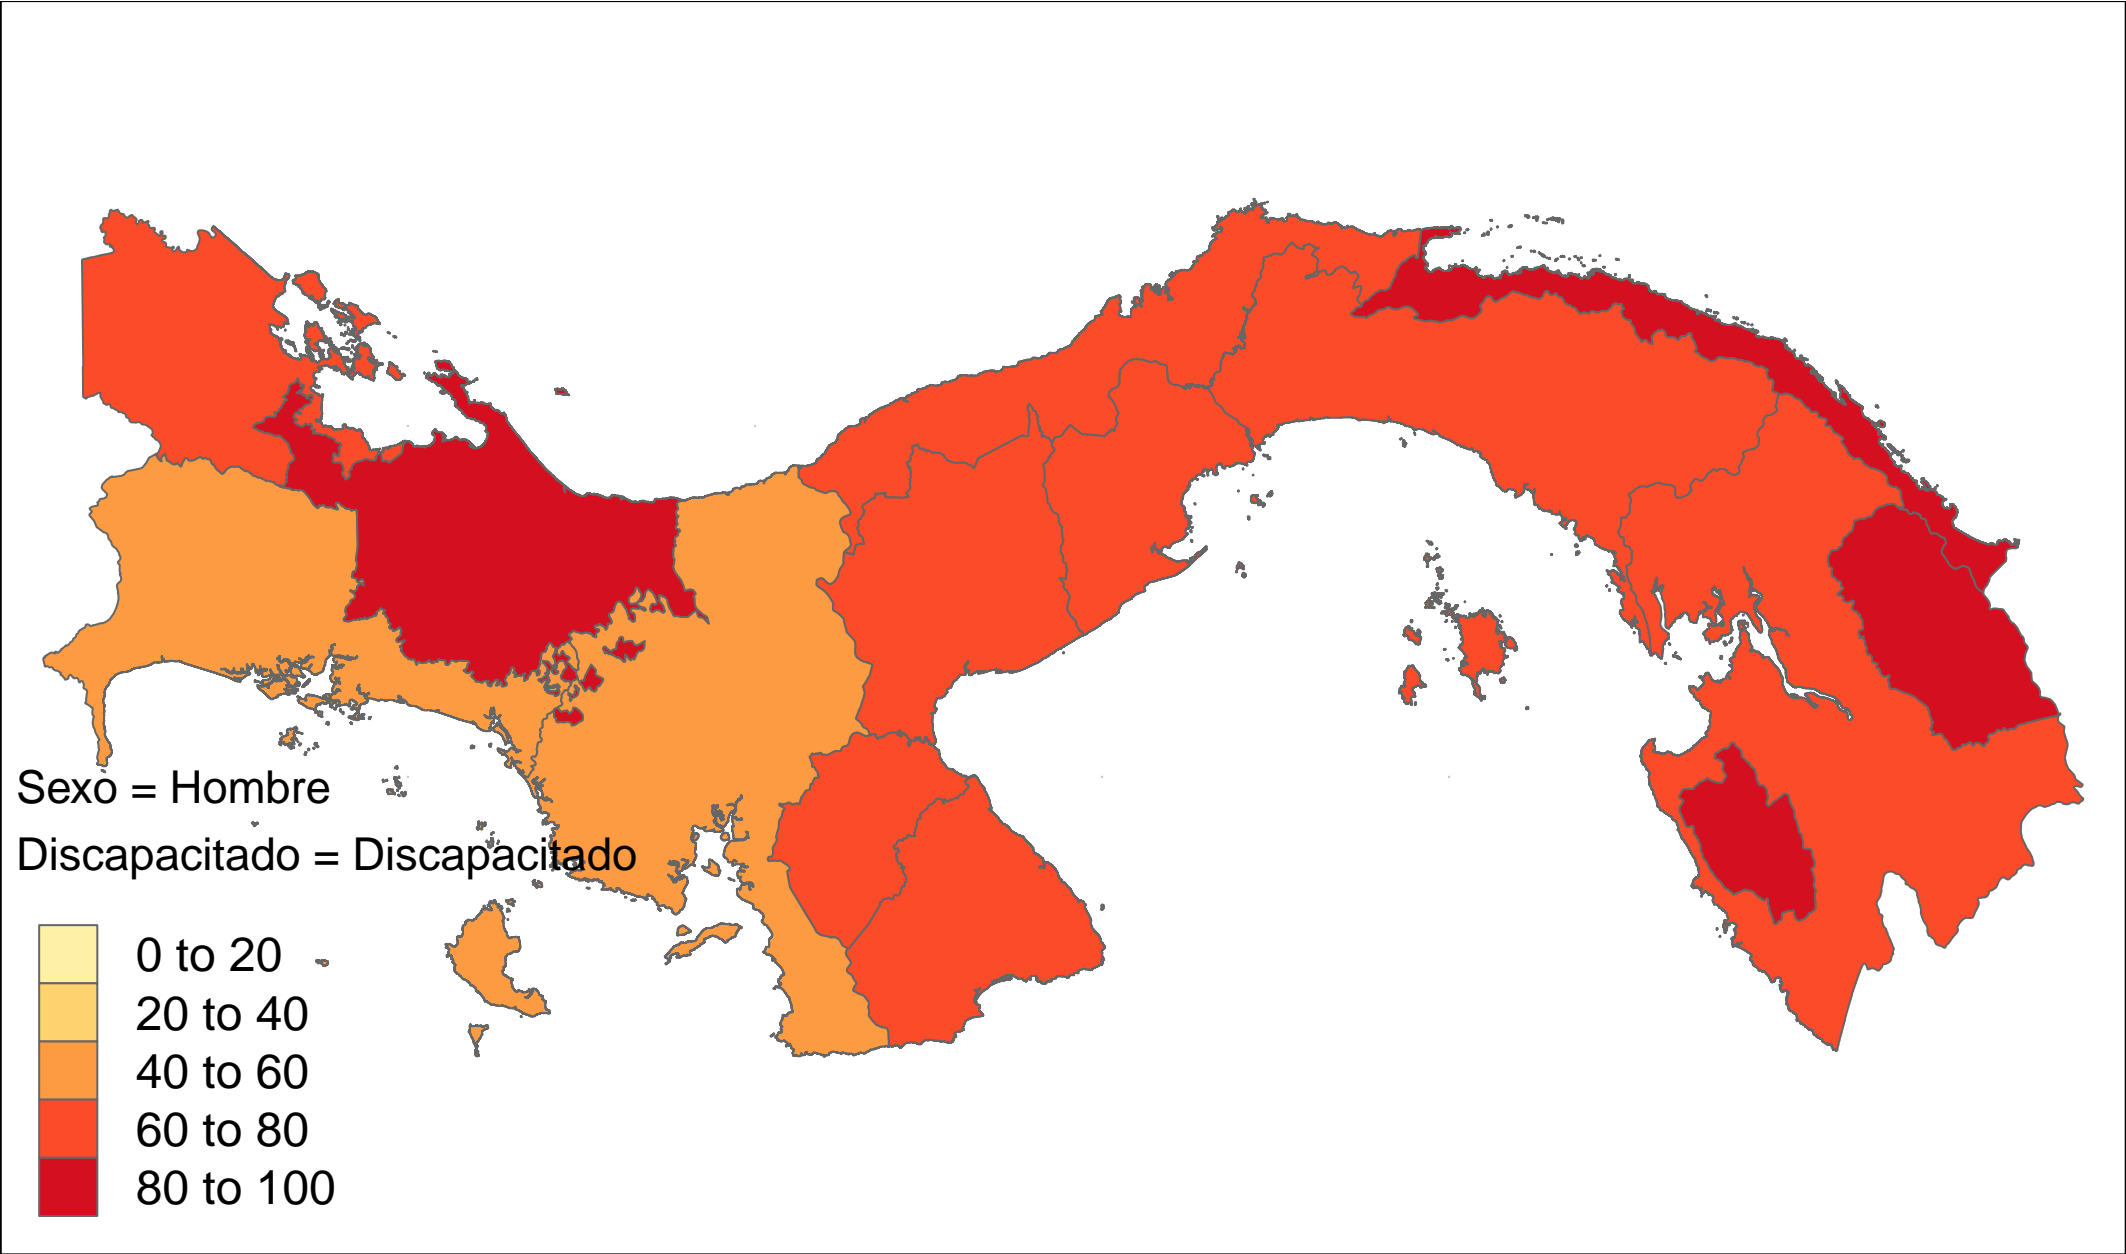 Sexo = Hombre
Discapacitado = Discapacitado
0 to 20
20 to 40
40 to 60
60 to 80
80 to 100